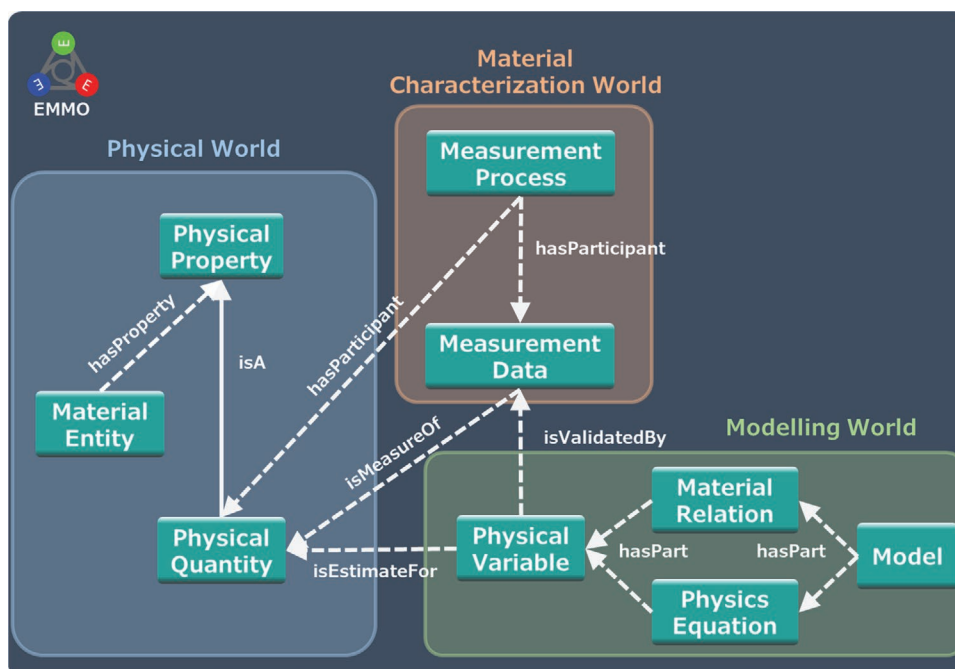 E
E
E
EMMO
Material
Characterization World
Physical World
Measurement
Process
Physical
Property
hasParticipant
hasProperty
hasParticipant
isA
Measurement
Data
Material
Entity
isMeasureOf
isValidatedBy
Modelling World
Material
Relation
Physical
Quantity
isEstimateFor
Physical
Variable
hasPart
hasPart
Model
Physics
Equation